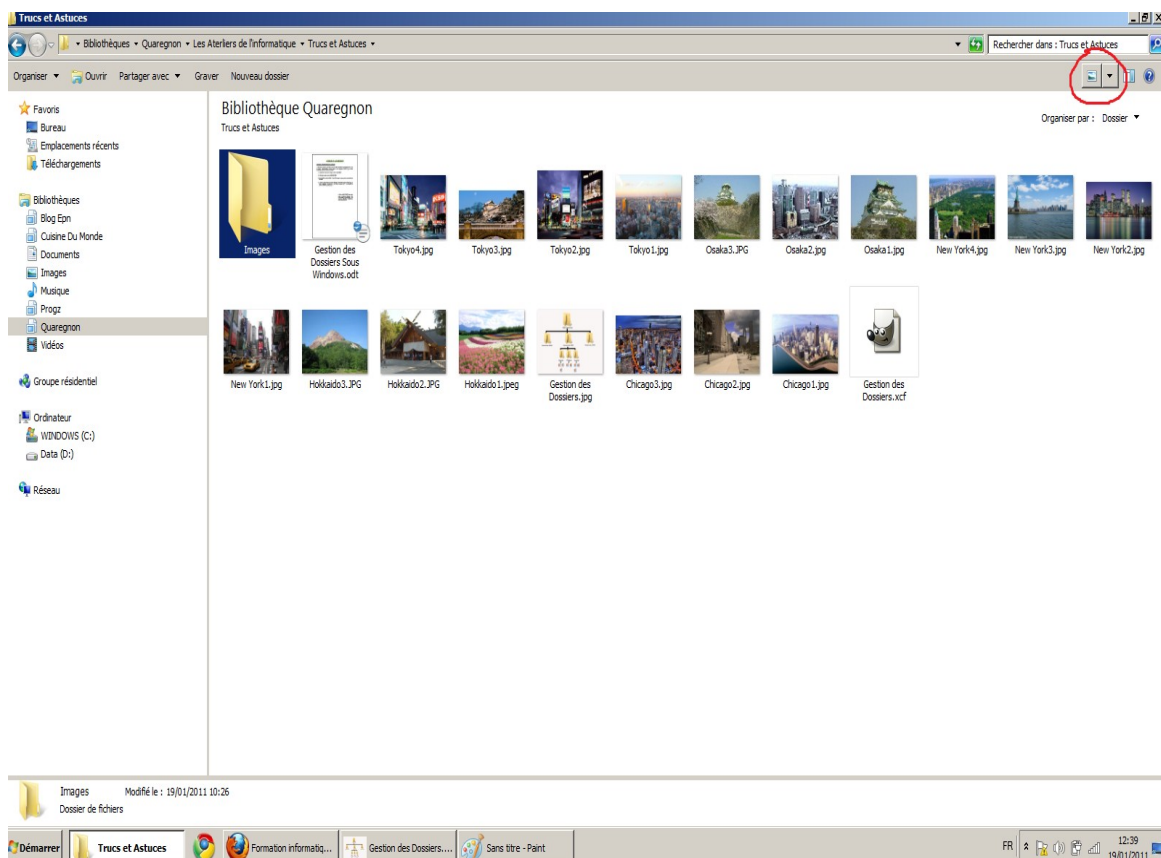 Trucs et Astuces
Bibliothèques Quaregnon Les Aterliers de l'informatique Trucs et Astuces
Rechercher dans : Trucs et Astuces
Organiser Ouvrir Partager avec Graver Nouveau dossier
Favoris
Bureau
Emplacements récents
Téléchargements
Bibliothèques
Blog Epn
Cuisine Du Monde
Documents
Images
Musique
Progz
Quaregnon
Vidéos
Groupe résidentiel
Ordinateur
WINDOWS (C:)
Data (D:)
Réseau
Bibliothèque Quaregnon
Trucs et Astuces
Organiser par : Dossier
Images
Gestion des
Dossiers Sous
Windows.odt
Tokyo4.jpg
Tokyo3.jpg
Tokyo2.jpg
Tokyo1.jpg
Osaka3.JPG
Osaka2.jpg
Osaka1.jpg
New York4.jpg
New York3.jpg
New York2.jpg
New York1.jpg
Hokkaido3.JPG
Hokkaido2.JPG
Hokkaido1.jpeg
Gestion des
Dossiers.jpg
Chicago3.jpg
Chicago2.jpg
Chicago1.jpg
Gestion des
Dossiers.xcf
Images Modifié le : 19/01/2011 10:26
Dossier de fichiers
Démarrer Trucs et Astuces Formation informatiq... Gestion des Dossiers.... Sans titre - Paint FR 12:39
19/01/2011